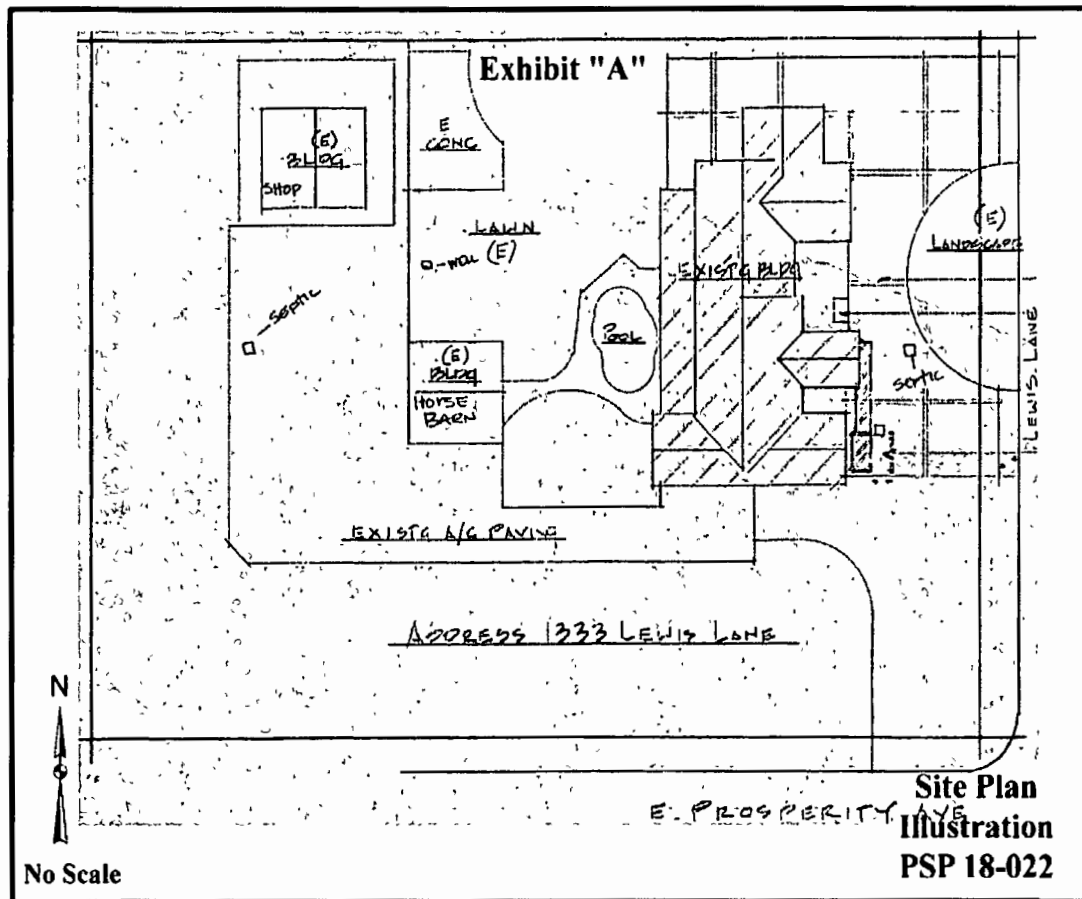 Exhibit "A"
(E)
BLDG
SHOP
E
CONC
LAWN
(E)
WELL
SEPTIC
EXIST'G BLDG
POOL
(E)
LANDSCAPE
LEWIS LANE
SEPTIC
(E)
BLDG
HORSE
BARN
EXIST'G A/C PAVING
ADDRESS 1333 LEWIS LANE
N
E. PROSPERITY AVE
Site Plan
Illustration
PSP 18-022
No Scale